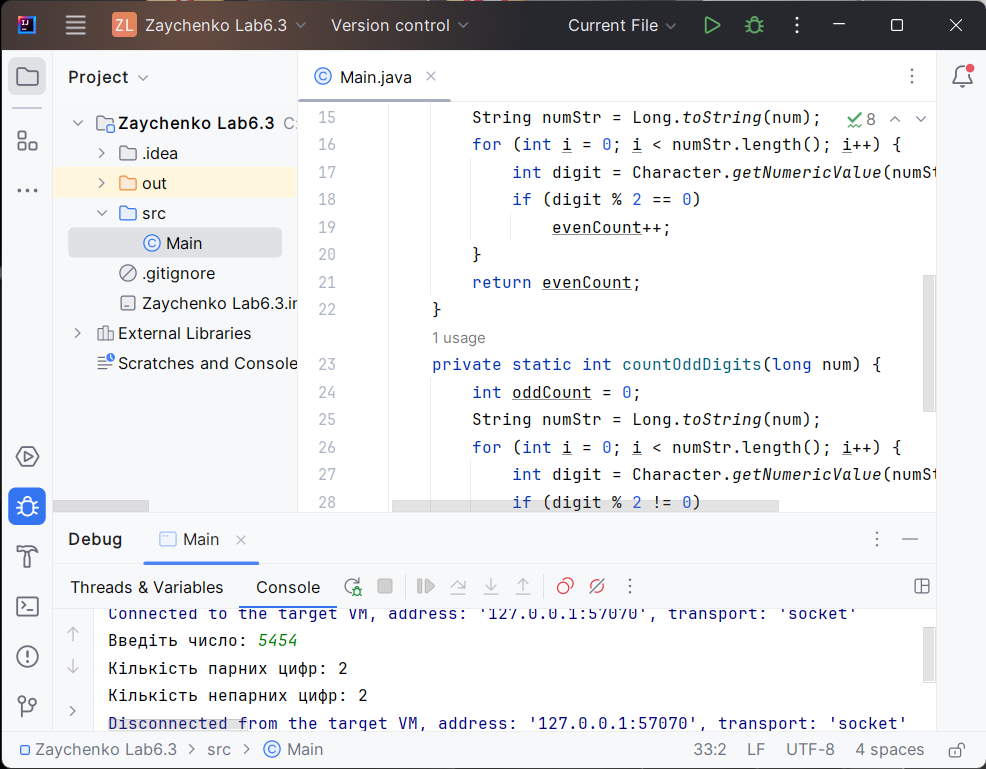 ZL Zaychenko Lab6.3 Version control Current File
Project
Main.java
Zaychenko Lab6.3 C:
.idea
out
src
Main
.gitignore
Zaychenko Lab6.3.im
External Libraries
Scratches and Console
8
15 String numStr = Long.toString(num);
16 for (int i = 0; i < numStr.length(); i++) {
17 int digit = Character.getNumericValue(numSt
18 if (digit % 2 == 0)
19 evenCount++;
20 }
21 return evenCount;
22 }
1 usage
23 private static int countOddDigits(long num) {
24 int oddCount = 0;
25 String numStr = Long.toString(num);
26 for (int i = 0; i < numStr.length(); i++) {
27 int digit = Character.getNumericValue(numSt
28 if (digit % 2 != 0)
Debug Main
Threads & Variables Console
Connected to the target VM, address: '127.0.0.1:57070', transport: 'socket'
Введіть число: 5454
Кількість парних цифр: 2
Кількість непарних цифр: 2
Disconnected from the target VM, address: '127.0.0.1:57070', transport: 'socket'
Zaychenko Lab6.3 > src > Main 33:2 LF UTF-8 4 spaces